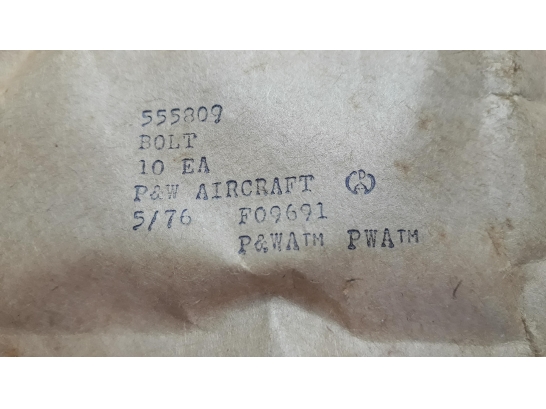 555809
BOLT
10 EA
P&W AIRCRAFT
5/76 F09691
P&WA™ PWA™